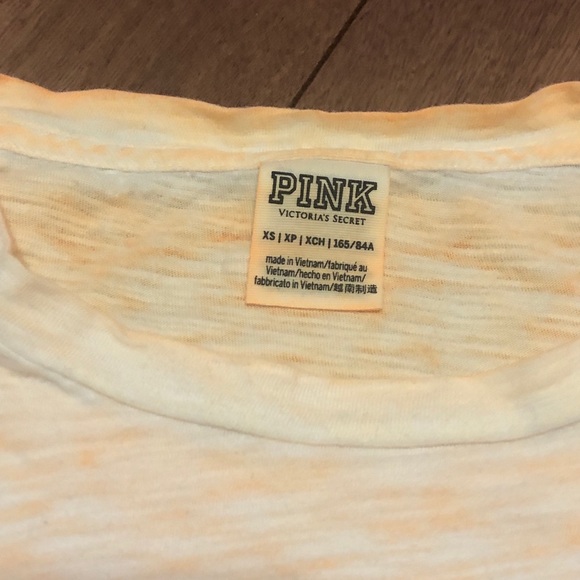 PINK
VICTORIA'S SECRET
XS | XP | XCH | 165/84A
made in Vietnam/fabriqué au
Vietnam/hecho en Vietnam/
fabbricato in Vietnam/越南制造